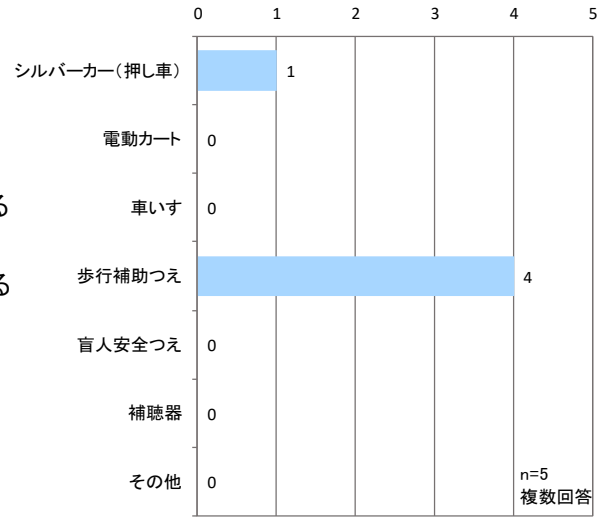 0 1 2 3 4 5
シルバーカー(押し車) 1
電動カート 0
る
車いす 0
る
歩行補助つえ 4
盲人安全つえ 0
補聴器 0
その他 0
n=5
複数回答